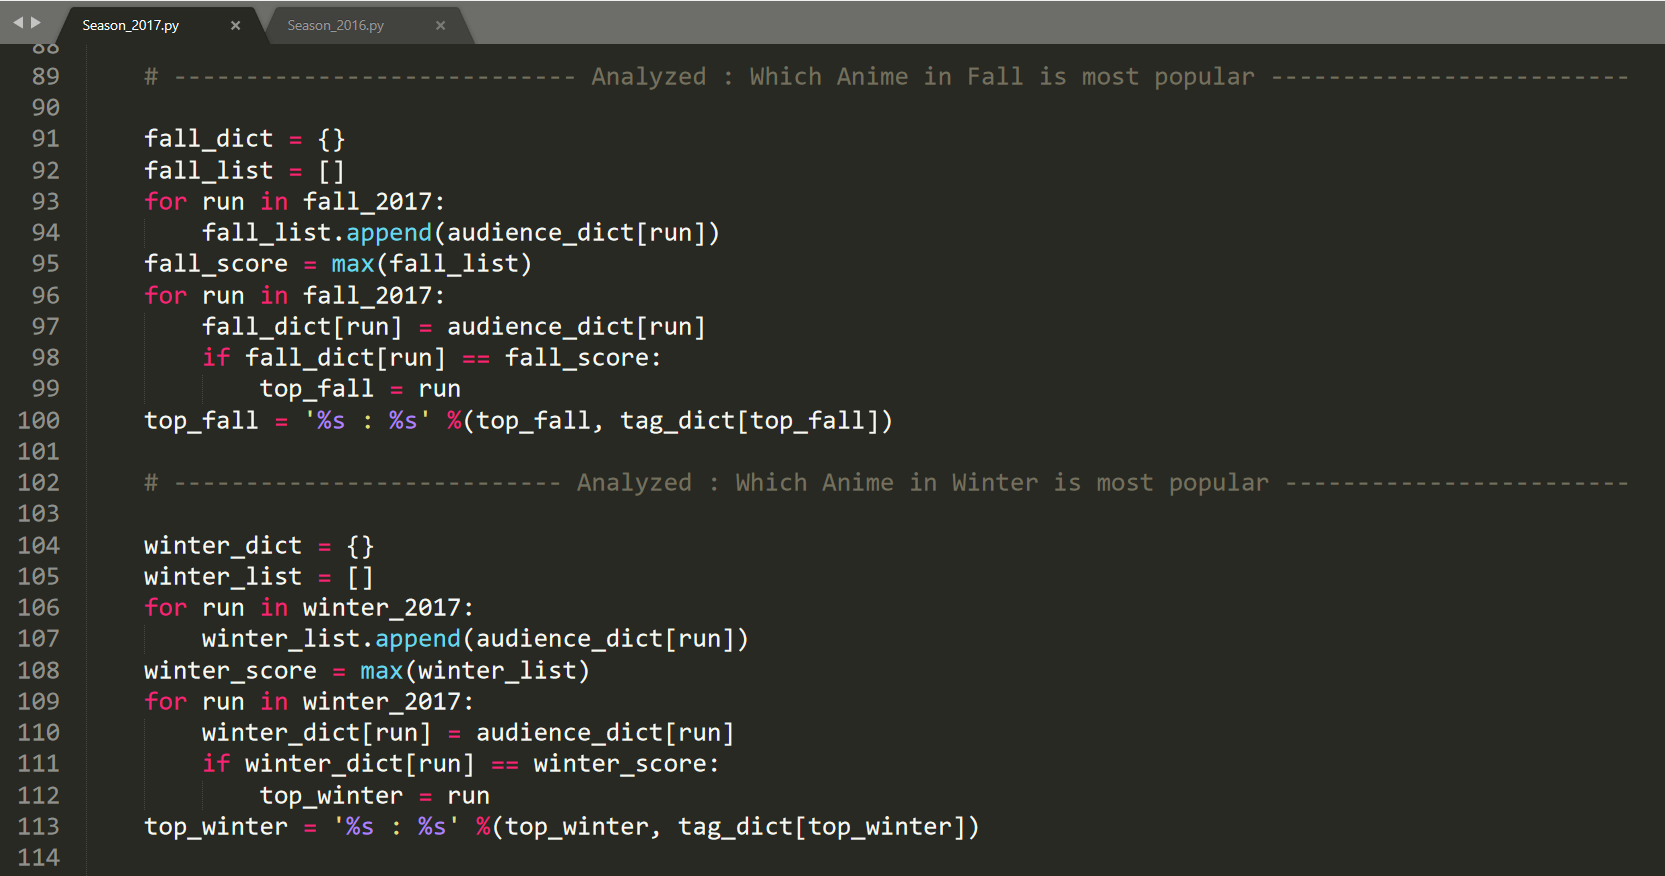 Season_2017.py × Season_2016.py ×
88
89 # ---------------------------- Analyzed : Which Anime in Fall is most popular -------------------------
90
91 fall_dict = {}
92 fall_list = []
93 for run in fall_2017:
94     fall_list.append(audience_dict[run])
95 fall_score = max(fall_list)
96 for run in fall_2017:
97     fall_dict[run] = audience_dict[run]
98     if fall_dict[run] == fall_score:
99         top_fall = run
100 top_fall = '%s : %s' %(top_fall, tag_dict[top_fall])
101
102 # --------------------------- Analyzed : Which Anime in Winter is most popular ------------------------
103
104 winter_dict = {}
105 winter_list = []
106 for run in winter_2017:
107     winter_list.append(audience_dict[run])
108 winter_score = max(winter_list)
109 for run in winter_2017:
110     winter_dict[run] = audience_dict[run]
111     if winter_dict[run] == winter_score:
112         top_winter = run
113 top_winter = '%s : %s' %(top_winter, tag_dict[top_winter])
114